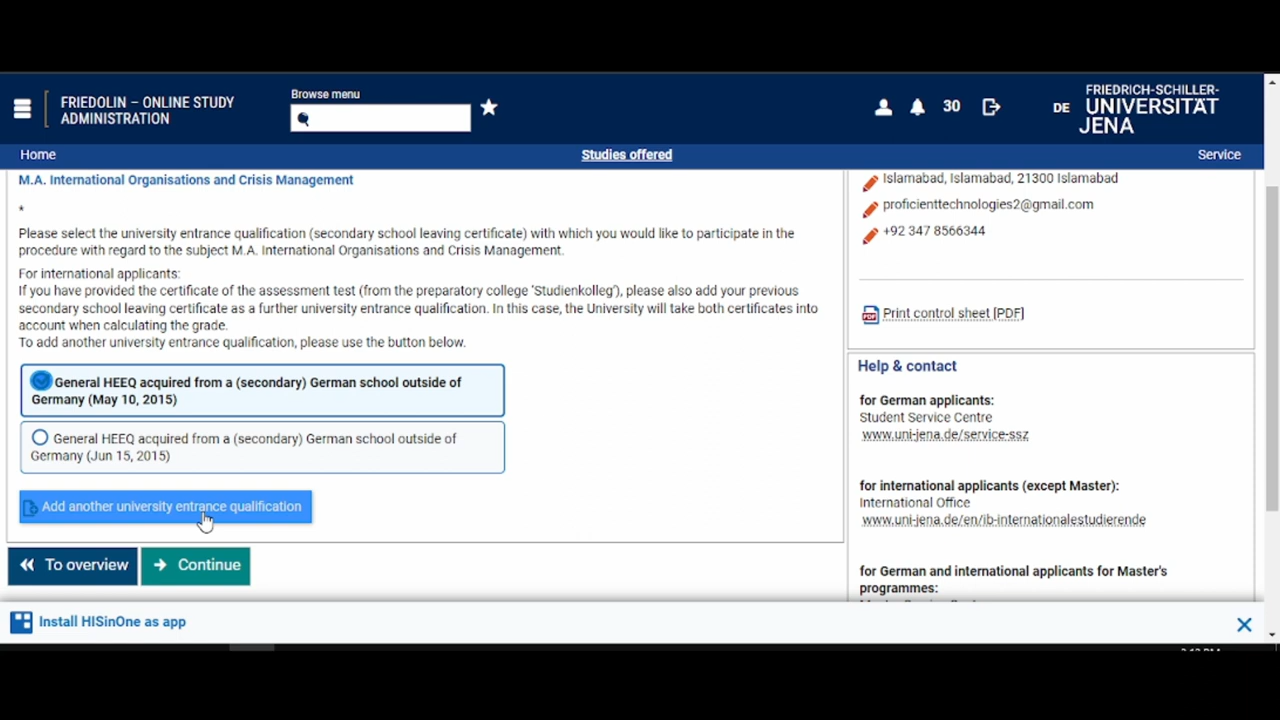 FRIEDOLIN – ONLINE STUDY
ADMINISTRATION
Browse menu
30
DE
FRIEDRICH-SCHILLER-
UNIVERSITÄT
JENA
Home
Studies offered
Service
M.A. International Organisations and Crisis Management
*
Please select the university entrance qualification (secondary school leaving certificate) with which you would like to participate in the
procedure with regard to the subject M.A. International Organisations and Crisis Management.
For international applicants:
If you have provided the certificate of the assessment test (from the preparatory college 'Studienkolleg'), please also add your previous
secondary school leaving certificate as a further university entrance qualification. In this case, the University will take both certificates into
account when calculating the grade.
To add another university entrance qualification, please use the button below.
General HEEQ acquired from a (secondary) German school outside of
Germany (May 10, 2015)
General HEEQ acquired from a (secondary) German school outside of
Germany (Jun 15, 2015)
Add another university entrance qualification
To overview
Continue
Islamabad, Islamabad, 21300 Islamabad
proficienttechnologies2@gmail.com
+92 347 8566344
Print control sheet [PDF]
Help & contact
for German applicants:
Student Service Centre
www.uni-jena.de/service-ssz
for international applicants (except Master):
International Office
www.uni-jena.de/en/ib-internationalestudierende
for German and international applicants for Master's
programmes:
Install HISinOne as app